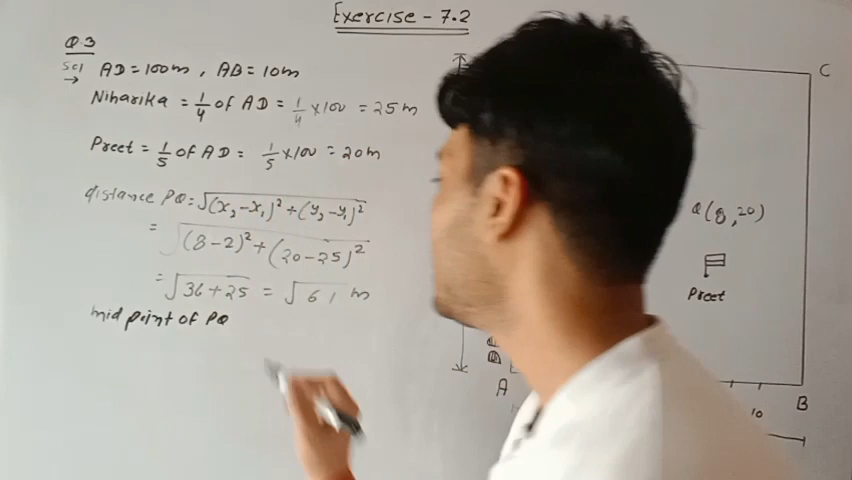 Exercise - 7.2
Q.3
Sol AD = 100m , AB = 10m
→
Niharika = 1/4 of AD = 1/4 × 100 = 25 m
Preet = 1/5 of AD = 1/5 × 100 = 20m
distance PQ = √(x₂-x₁)² + (y₂-y₁)²
= √(8-2)² + (20-25)²
= √36+25 = √61 m
mid point of PQ
C
Q(8,20)
Preet
A
10
B